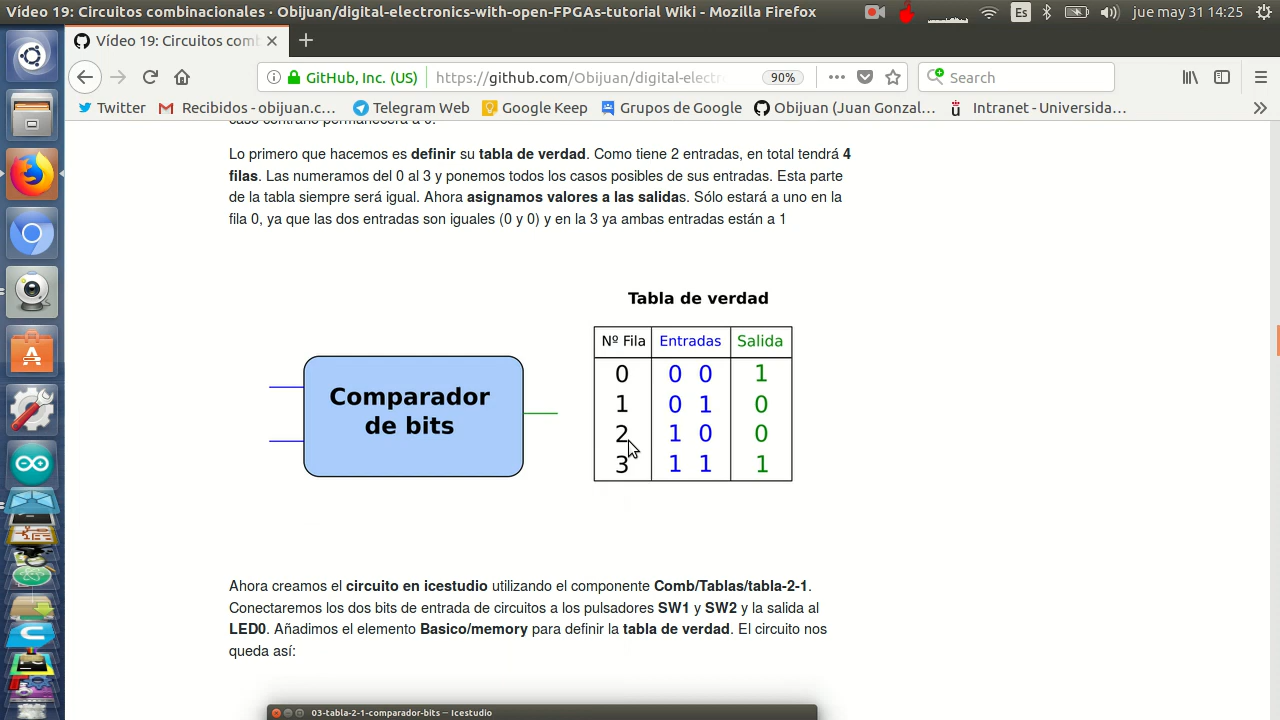 Vídeo 19: Circuitos combinacionales · Obijuan/digital-electronics-with-open-FPGAs-tutorial Wiki - Mozilla Firefox
Es
jue may 31 14:25
Vídeo 19: Circuitos comb
GitHub, Inc. (US)
https://github.com/Obijuan/digital-electr
90%
Search
Twitter
Recibidos - obijuan.c...
Telegram Web
Google Keep
Grupos de Google
Obijuan (Juan Gonzal...
Intranet - Universida...
caso contrario permanecerá a 0.
Lo primero que hacemos es definir su tabla de verdad. Como tiene 2 entradas, en total tendrá 4
filas. Las numeramos del 0 al 3 y ponemos todos los casos posibles de sus entradas. Esta parte
de la tabla siempre será igual. Ahora asignamos valores a las salidas. Sólo estará a uno en la
fila 0, ya que las dos entradas son iguales (0 y 0) y en la 3 ya ambas entradas están a 1
Comparador
de bits
Tabla de verdad
Nº Fila Entradas Salida
0 0 0 1
1 0 1 0
2 1 0 0
3 1 1 1
Ahora creamos el circuito en icestudio utilizando el componente Comb/Tablas/tabla-2-1.
Conectaremos los dos bits de entrada de circuitos a los pulsadores SW1 y SW2 y la salida al
LED0. Añadimos el elemento Basico/memory para definir la tabla de verdad. El circuito nos
queda así:
03-tabla-2-1-comparador-bits — Icestudio